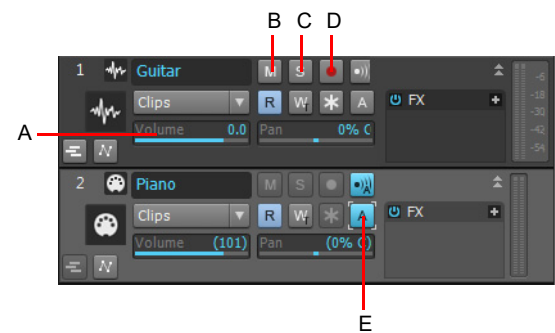 B C D
1 Guitar M S
Clips R W A FX
A
Volume 0.0 Pan 0% C
-6
-18
-30
-42
-54
2 Piano M S A
Clips R W A FX
Volume (101) Pan (0% C)
E